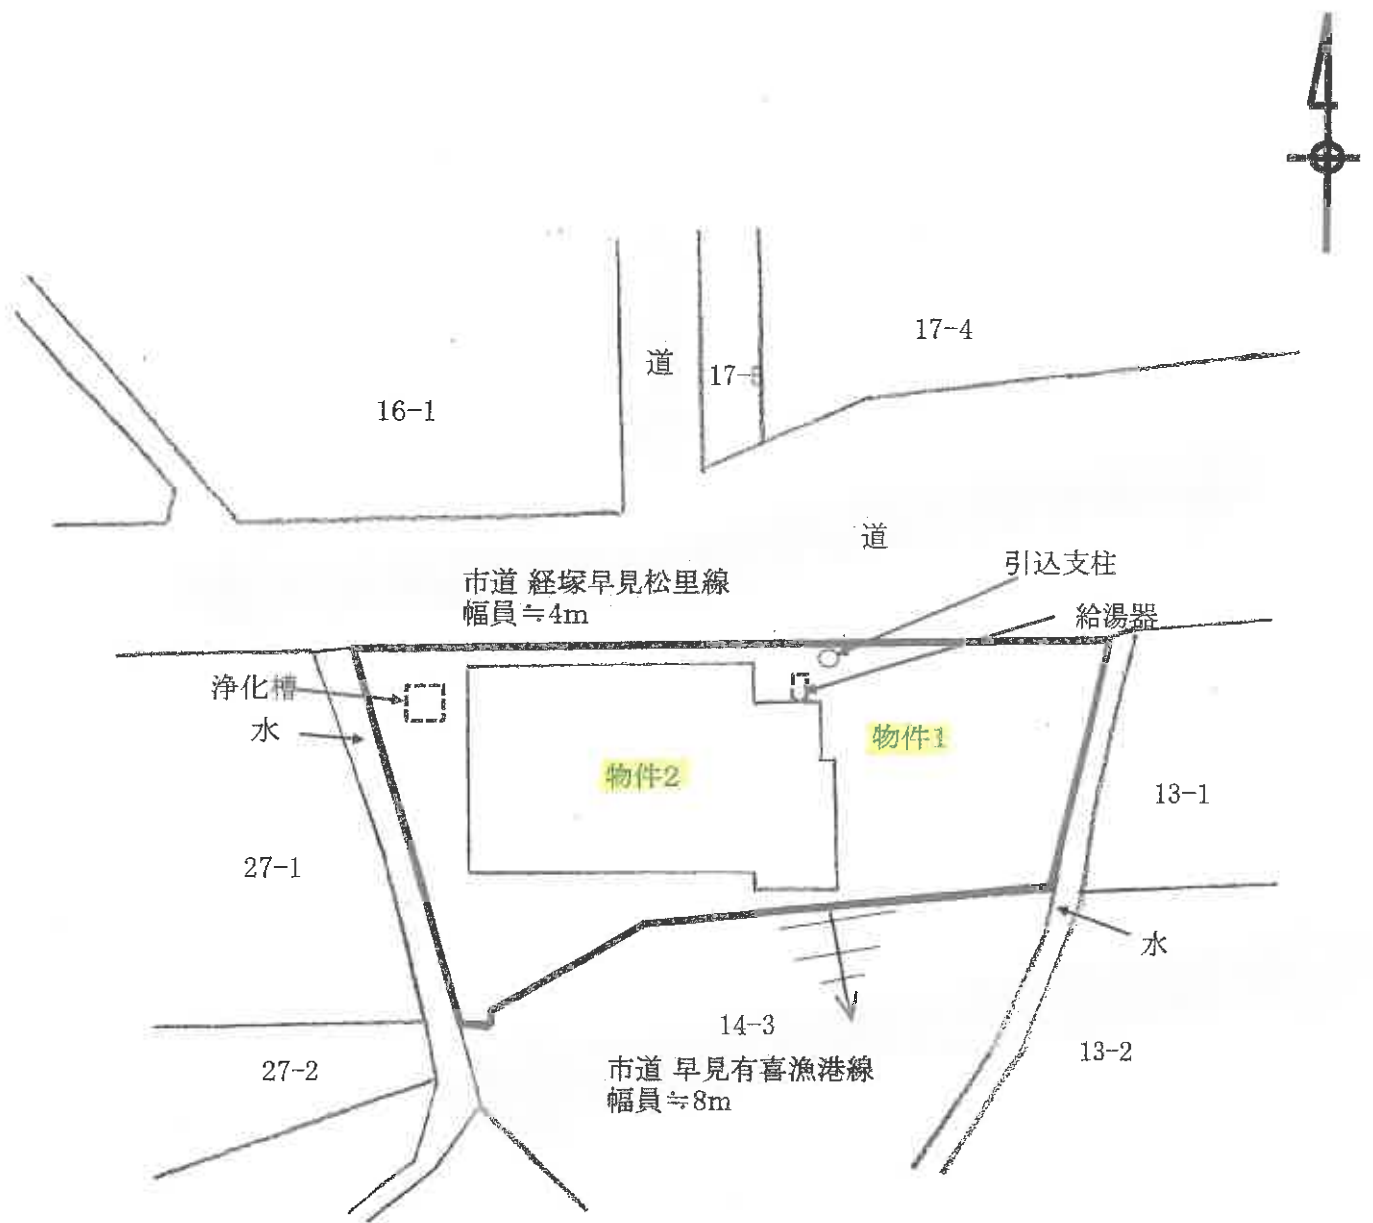 17-4
道
17-
16-1
道
引込支柱
市道 経塚早見松里線
幅員≒4m
給湯器
浄化槽
水
物件1
物件2
13-1
27-1
水
14-3
13-2
27-2
市道 早見有喜漁港線
幅員≒8m